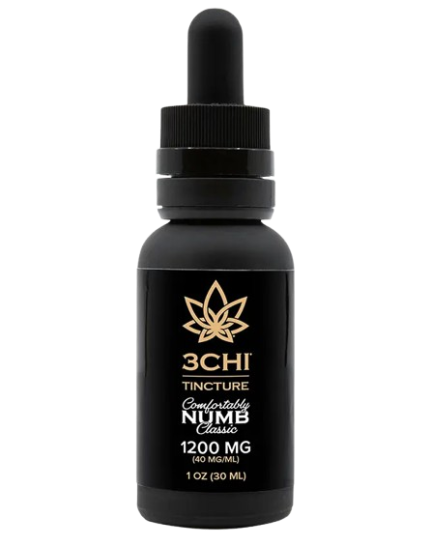 3CHI
TINCTURE
Comfortably
NUMB
Classic
1200 MG
(40 MG/ML)
1 OZ (30 ML)